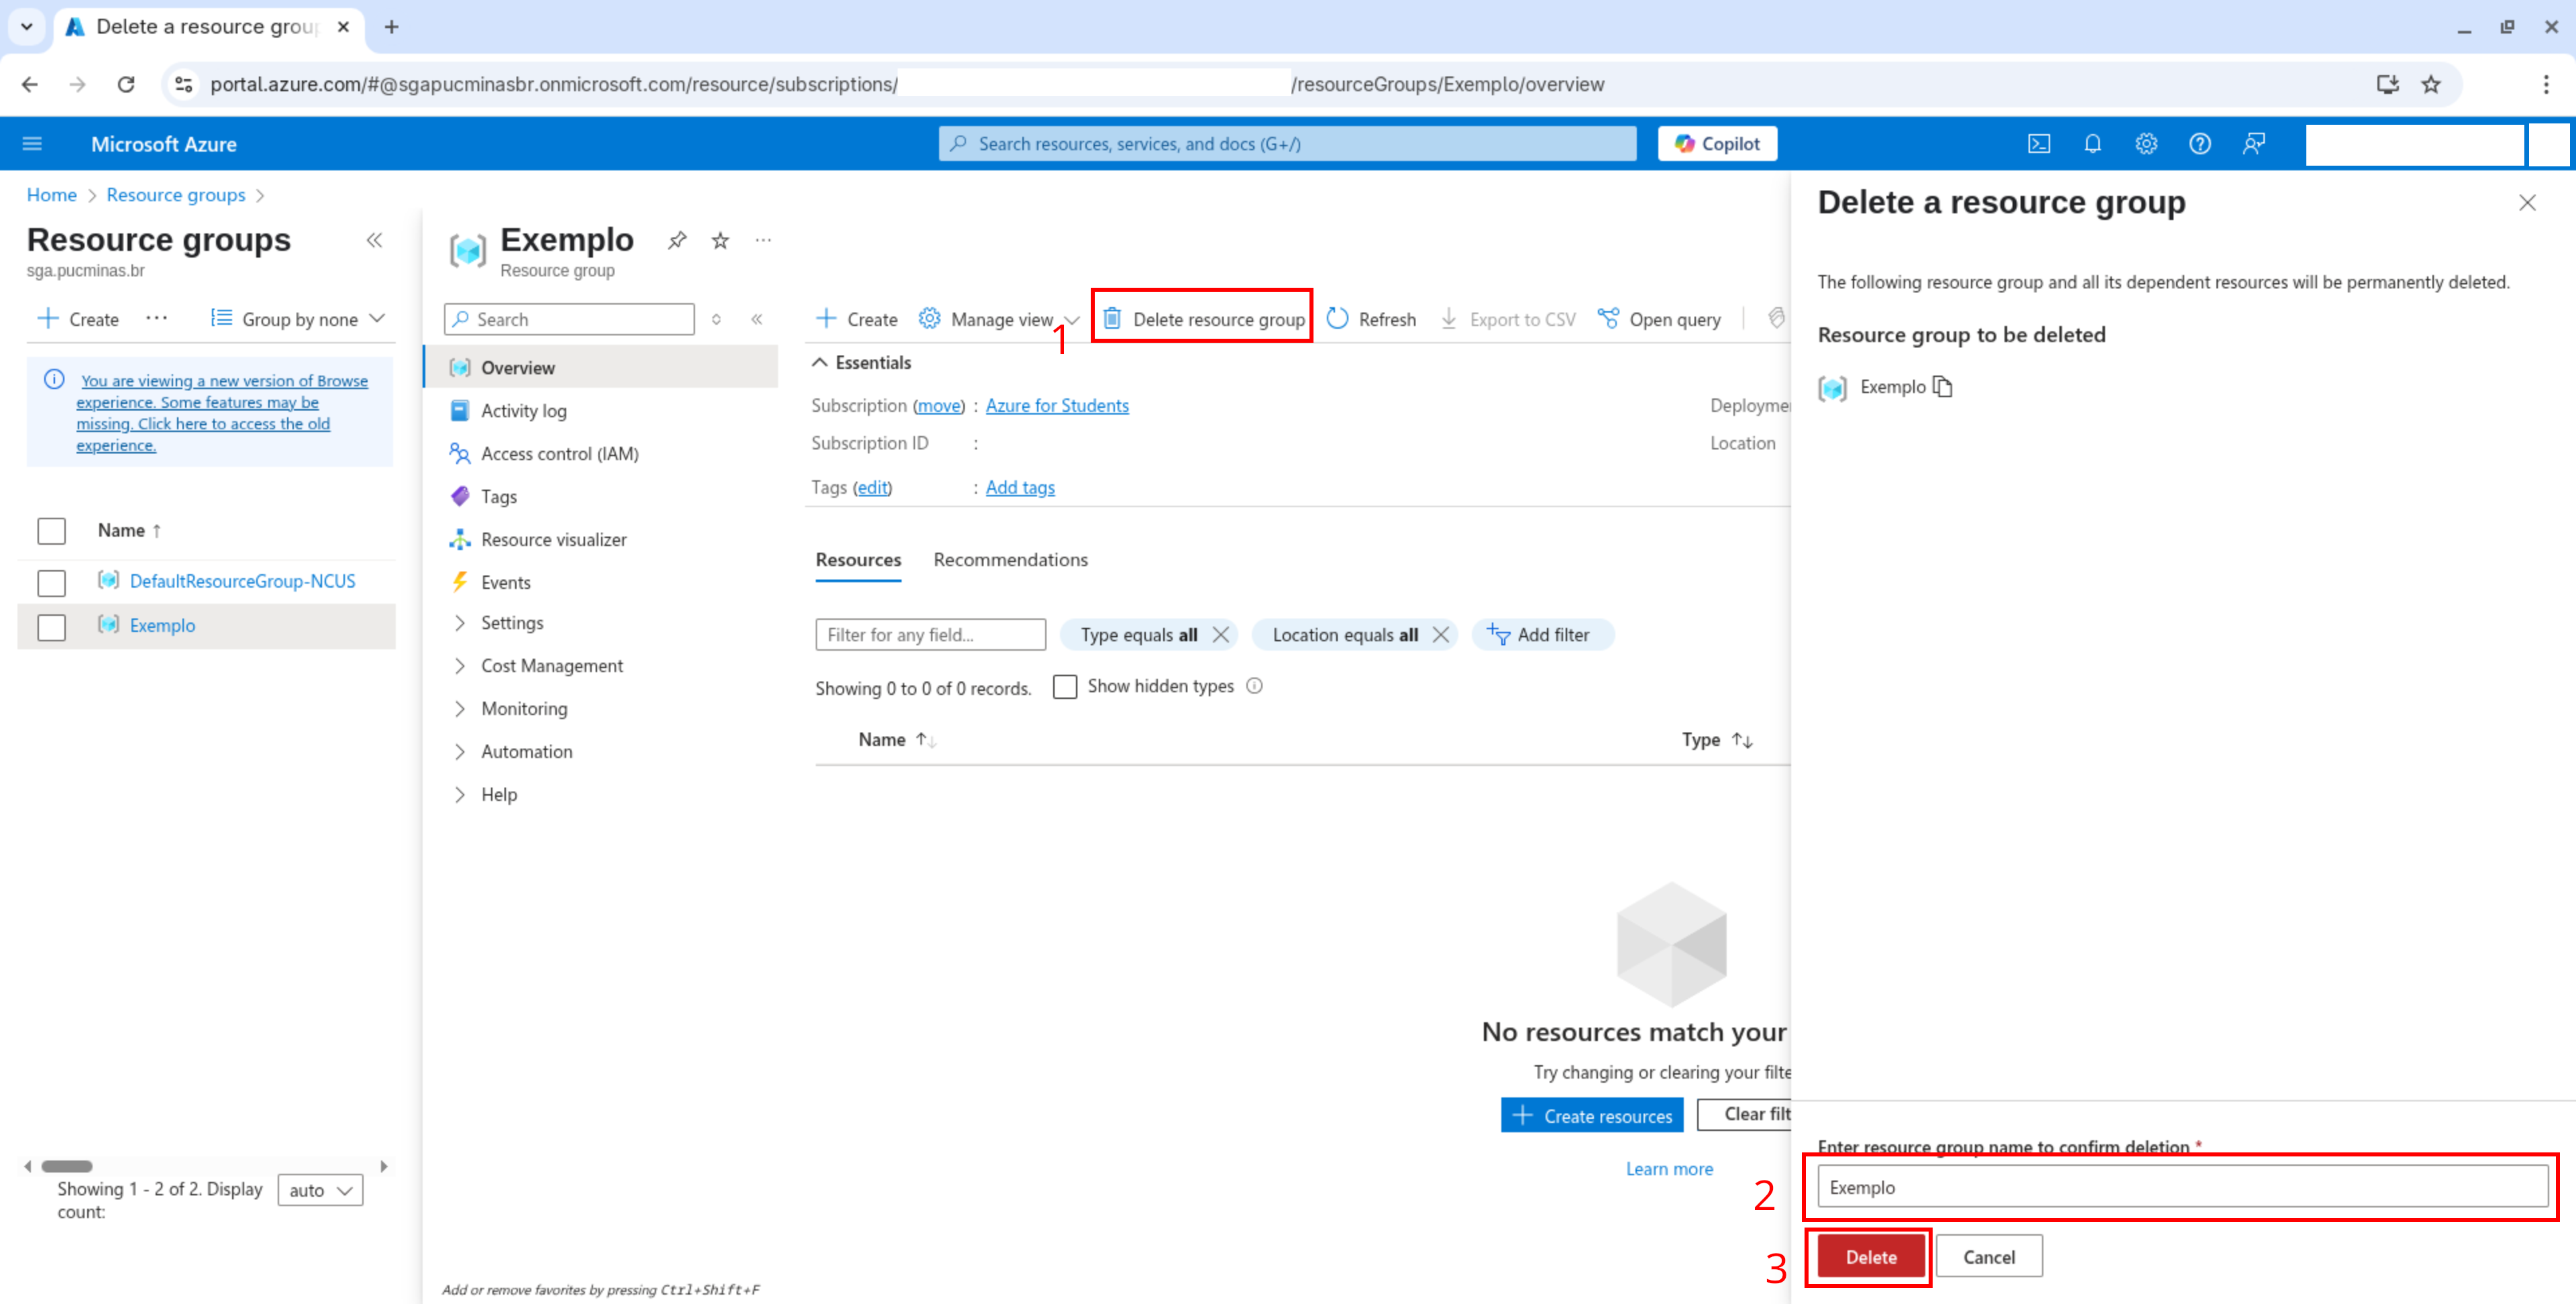 Delete a resource grou
portal.azure.com/#@sgapucminasbr.onmicrosoft.com/resource/subscriptions/ /resourceGroups/Exemplo/overview
Microsoft Azure
Search resources, services, and docs (G+/)
Copilot
Home > Resource groups >
Resource groups
sga.pucminas.br
Create
Group by none
You are viewing a new version of Browse
experience. Some features may be
missing. Click here to access the old
experience.
Name ↑
DefaultResourceGroup-NCUS
Exemplo
Showing 1 - 2 of 2. Display
count:
auto
Exemplo
Resource group
Search
Overview
Activity log
Access control (IAM)
Tags
Resource visualizer
Events
Settings
Cost Management
Monitoring
Automation
Help
Add or remove favorites by pressing Ctrl+Shift+F
Create
Manage view
1
Delete resource group
Refresh
Export to CSV
Open query
Essentials
Subscription (move) : Azure for Students
Subscription ID :
Tags (edit) : Add tags
Deployme
Location
Resources
Recommendations
Filter for any field...
Type equals all
Location equals all
Add filter
Showing 0 to 0 of 0 records.
Show hidden types
Name ↑↓
Type ↑↓
No resources match your
Try changing or clearing your filte
Create resources
Clear filt
Learn more
Delete a resource group
The following resource group and all its dependent resources will be permanently deleted.
Resource group to be deleted
Exemplo
Enter resource group name to confirm deletion *
2
Exemplo
3
Delete
Cancel